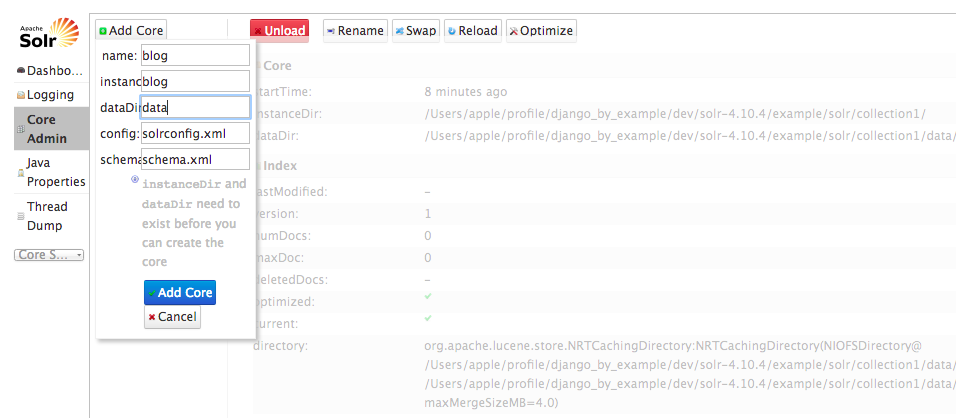 Apache
Solr
Dashbo...
Logging
Core
Admin
Java
Properties
Thread
Dump
Core S...
Add Core
Unload
Rename
Swap
Reload
Optimize
name: blog
instanc blog
dataDir data
config: solrconfig.xml
schema schema.xml
instanceDir and
dataDir need to
exist before you
can create the
core
Add Core
Cancel
Core
startTime: 8 minutes ago
instanceDir: /Users/apple/profile/django_by_example/dev/solr-4.10.4/example/solr/collection1/
dataDir: /Users/apple/profile/django_by_example/dev/solr-4.10.4/example/solr/collection1/data/
Index
lastModified: –
version: 1
numDocs: 0
maxDoc: 0
deletedDocs: –
optimized:
current:
directory: org.apache.lucene.store.NRTCachingDirectory:NRTCachingDirectory(NIOFSDirectory@
/Users/apple/profile/django_by_example/dev/solr-4.10.4/example/solr/collection1/data/
/Users/apple/profile/django_by_example/dev/solr-4.10.4/example/solr/collection1/data/
maxMergeSizeMB=4.0)